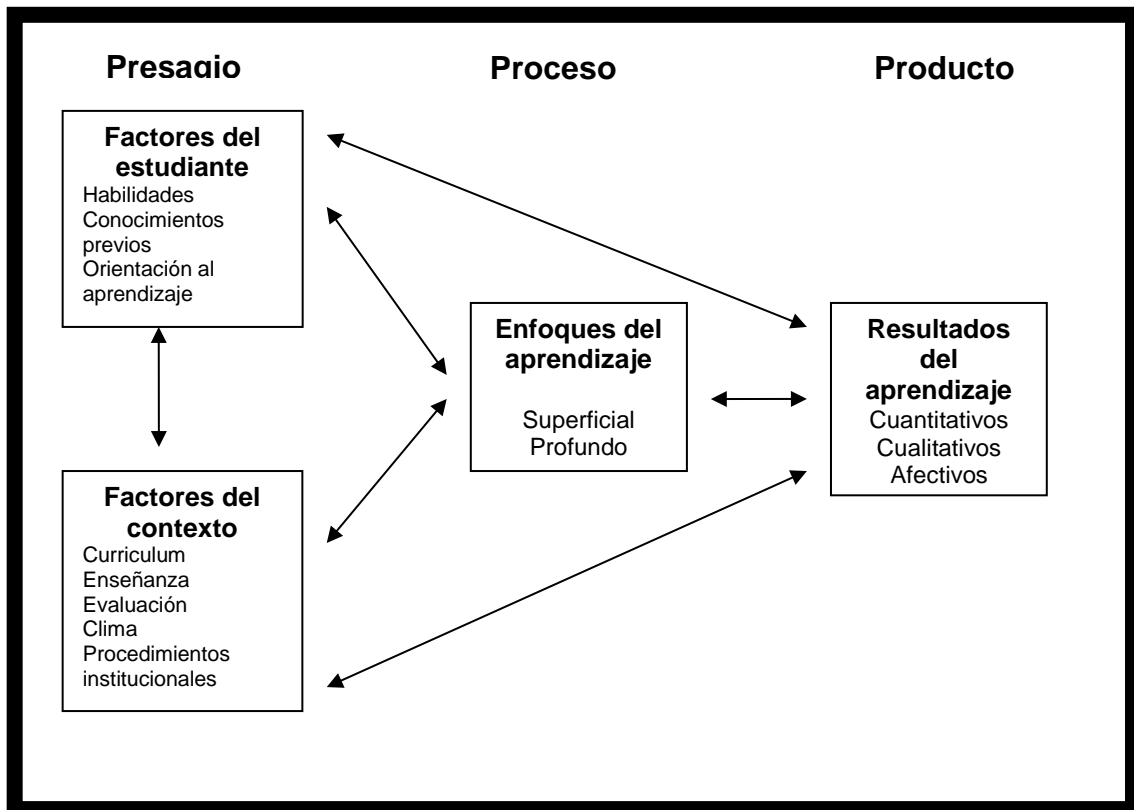 Presagio
Proceso
Producto
Factores del
estudiante
Habilidades
Conocimientos
previos
Orientación al
aprendizaje
Factores del
contexto
Curriculum
Enseñanza
Evaluación
Clima
Procedimientos
institucionales
Enfoques del
aprendizaje
Superficial
Profundo
Resultados
del
aprendizaje
Cuantitativos
Cualitativos
Afectivos